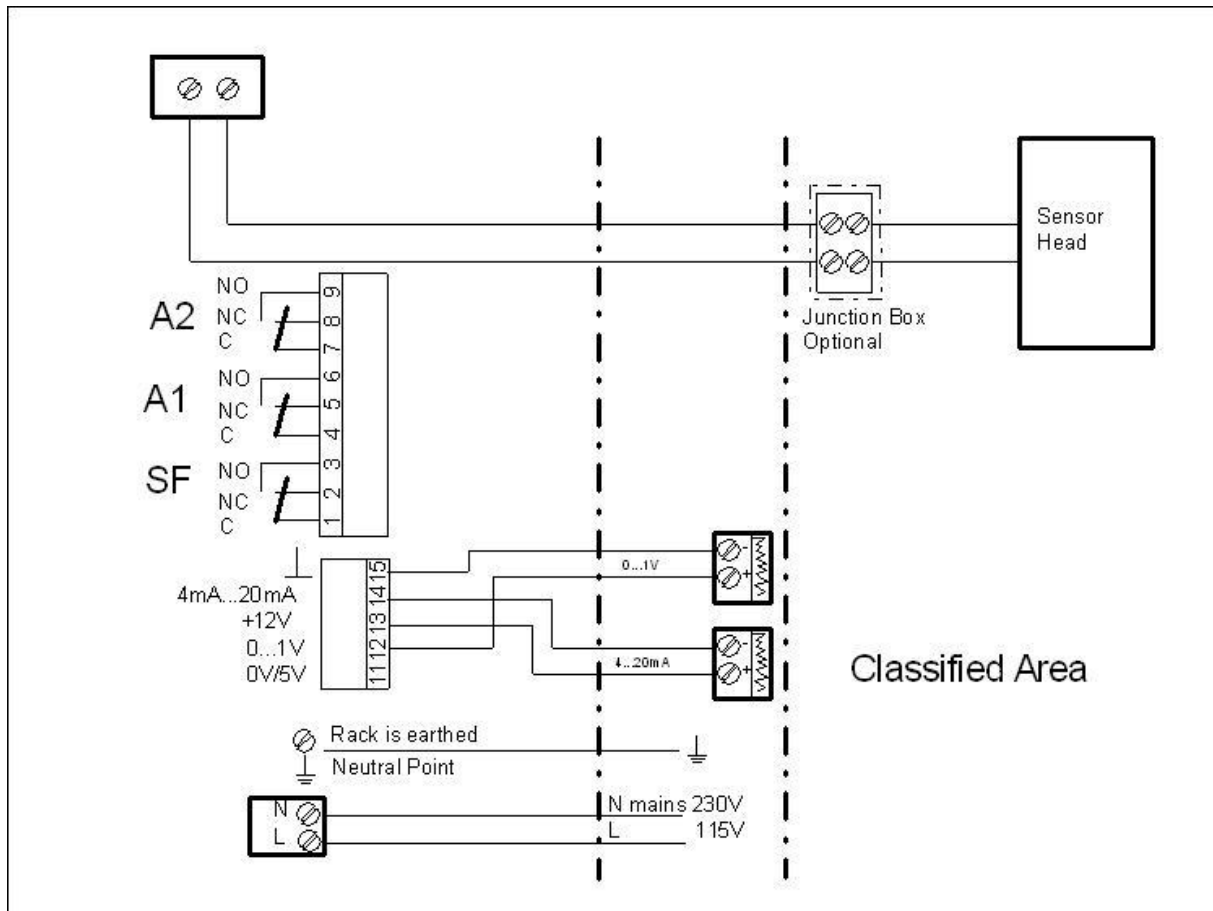 Sensor
Head
Junction Box
Optional
A2
NO
NC
C
9
8
7
A1
NO
NC
C
6
5
4
SF
NO
NC
C
3
2
1
4mA...20mA
+12V
0...1V
0V/5V
15
14
13
12
11
0...1V
-
+
4...20mA
-
+
Classified Area
Rack is earthed
Neutral Point
N
L
N mains 230V
L 115V